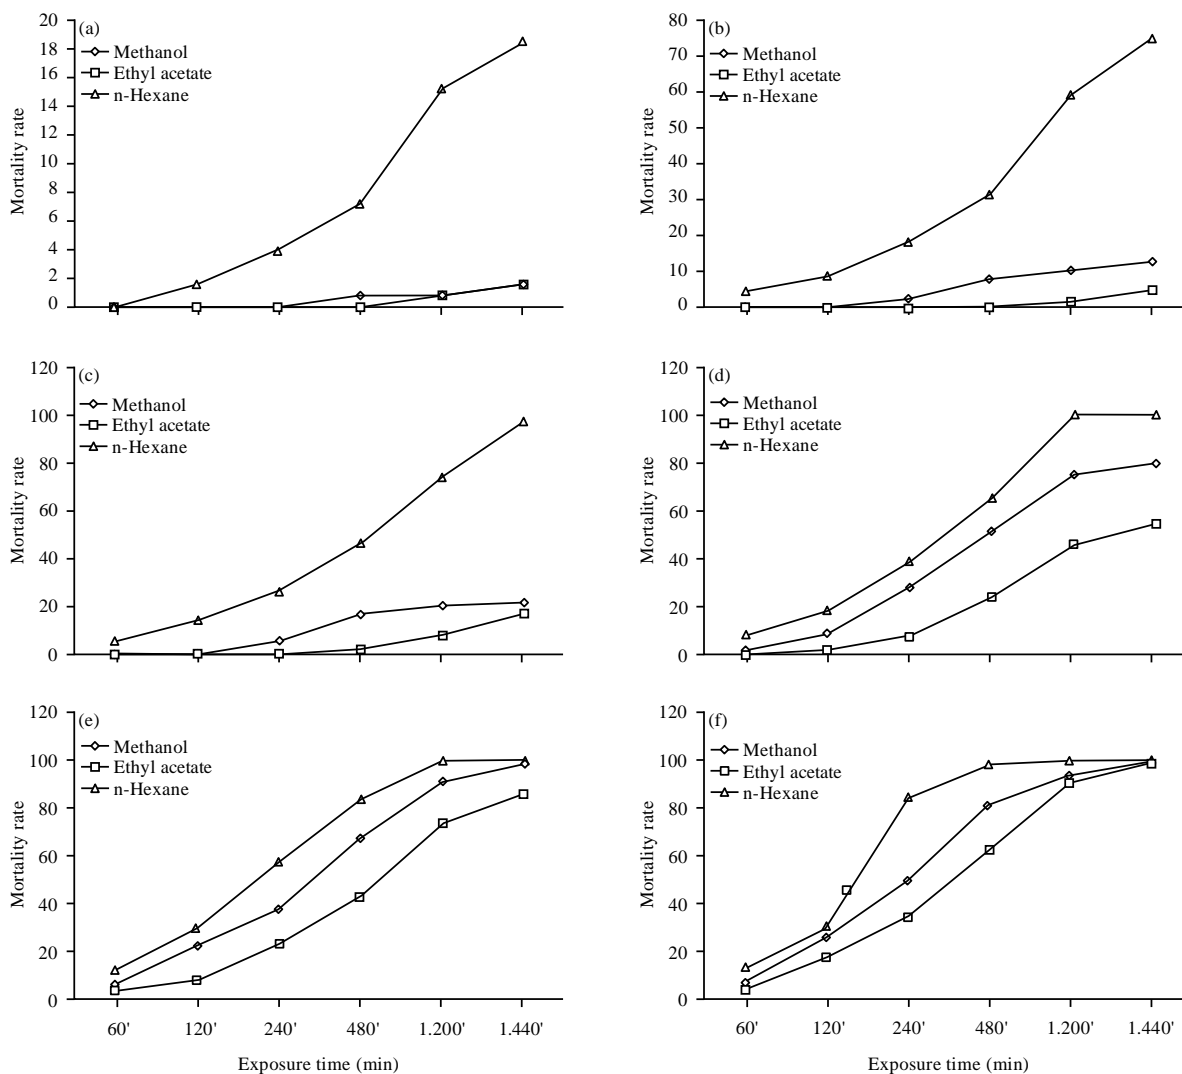 (a)
Methanol
Ethyl acetate
n-Hexane
20
18
16
14
12
10
8
6
4
2
0
Mortality rate
(b)
Methanol
Ethyl acetate
n-Hexane
80
70
60
50
40
30
20
10
0
Mortality rate
(c)
Methanol
Ethyl acetate
n-Hexane
120
100
80
60
40
20
0
Mortality rate
(d)
Methanol
Ethyl acetate
n-Hexane
120
100
80
60
40
20
0
Mortality rate
(e)
Methanol
Ethyl acetate
n-Hexane
120
100
80
60
40
20
0
Mortality rate
60' 120' 240' 480' 1.200' 1.440'
Exposure time (min)
(f)
Methanol
Ethyl acetate
n-Hexane
120
100
80
60
40
20
0
Mortality rate
60' 120' 240' 480' 1.200' 1.440'
Exposure time (min)